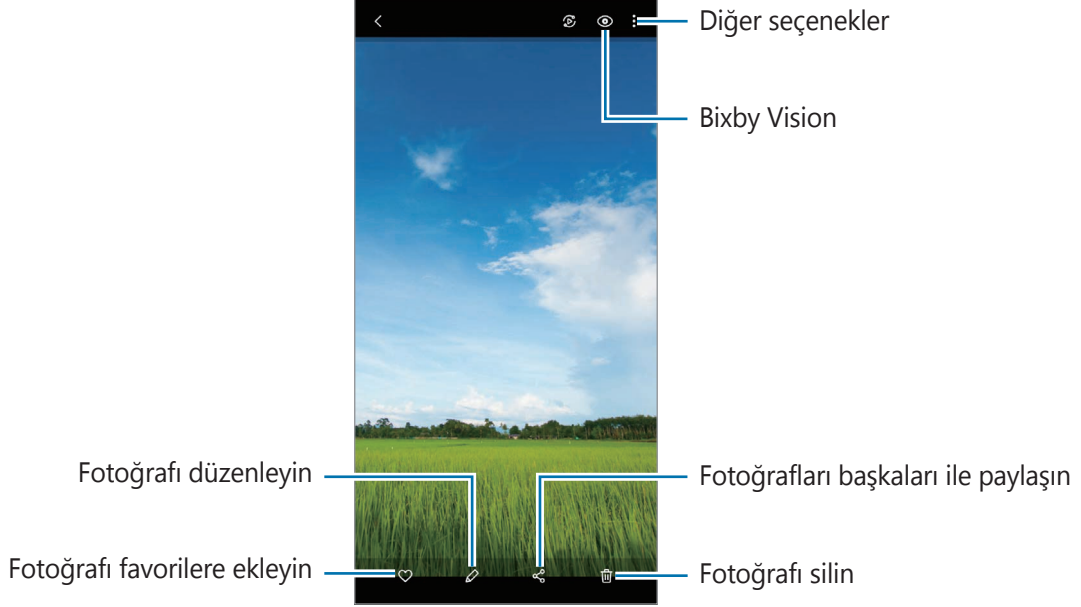 Diğer seçenekler
Bixby Vision
Fotoğrafı düzenleyin
Fotoğrafları başkaları ile paylaşın
Fotoğrafı favorilere ekleyin
Fotoğrafı silin